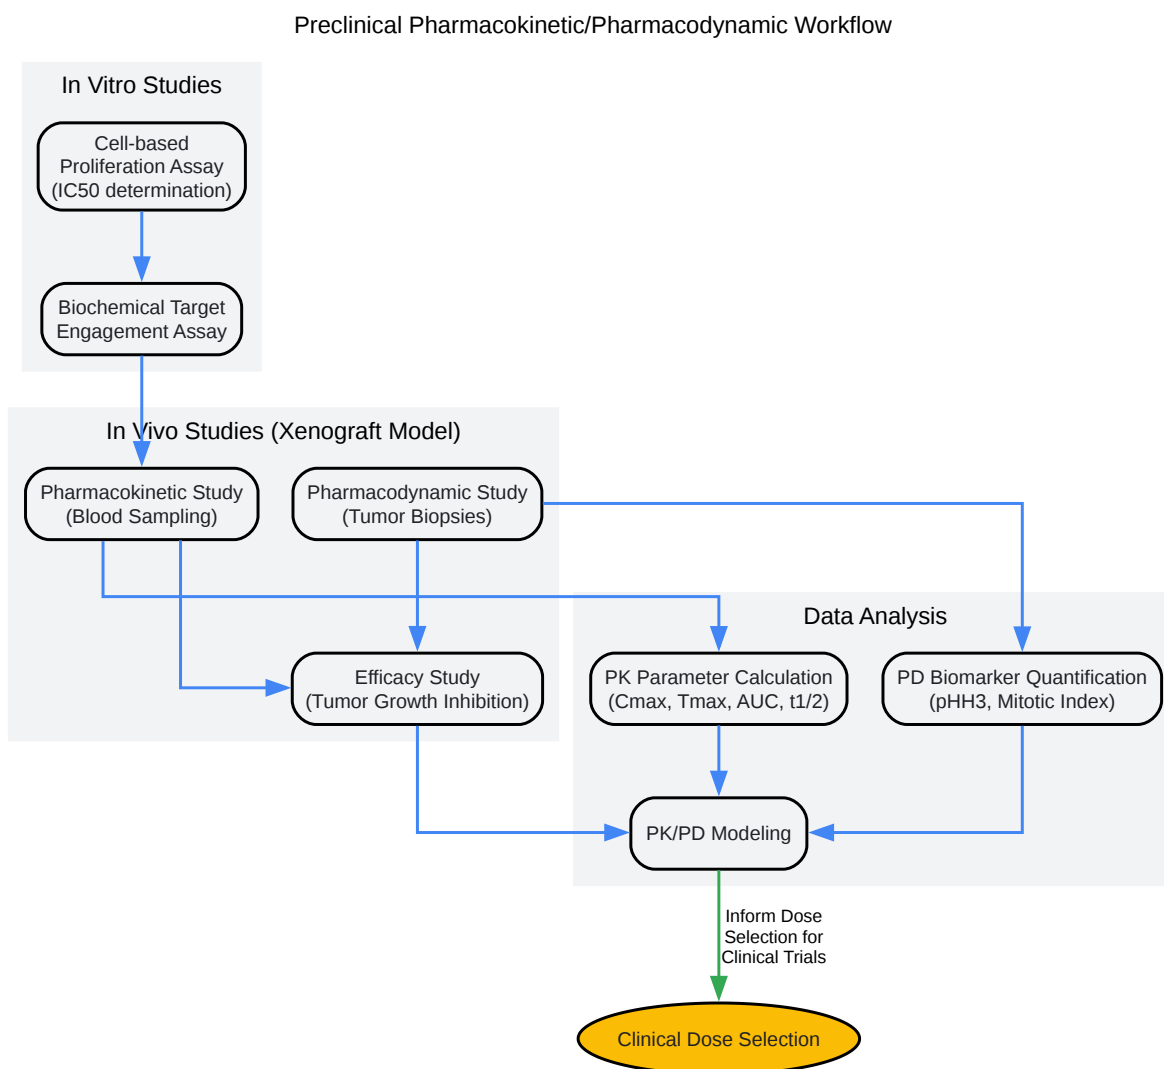 Preclinical Pharmacokinetic/Pharmacodynamic Workflow
In Vitro Studies
Cell-based
Proliferation Assay
(IC50 determination)
Biochemical Target
Engagement Assay
In Vivo Studies (Xenograft Model)
Pharmacokinetic Study
(Blood Sampling)
Pharmacodynamic Study
(Tumor Biopsies)
Efficacy Study
(Tumor Growth Inhibition)
Data Analysis
PK Parameter Calculation
(Cmax, Tmax, AUC, t1/2)
PD Biomarker Quantification
(pHH3, Mitotic Index)
PK/PD Modeling
Inform Dose
Selection for
Clinical Trials
Clinical Dose Selection